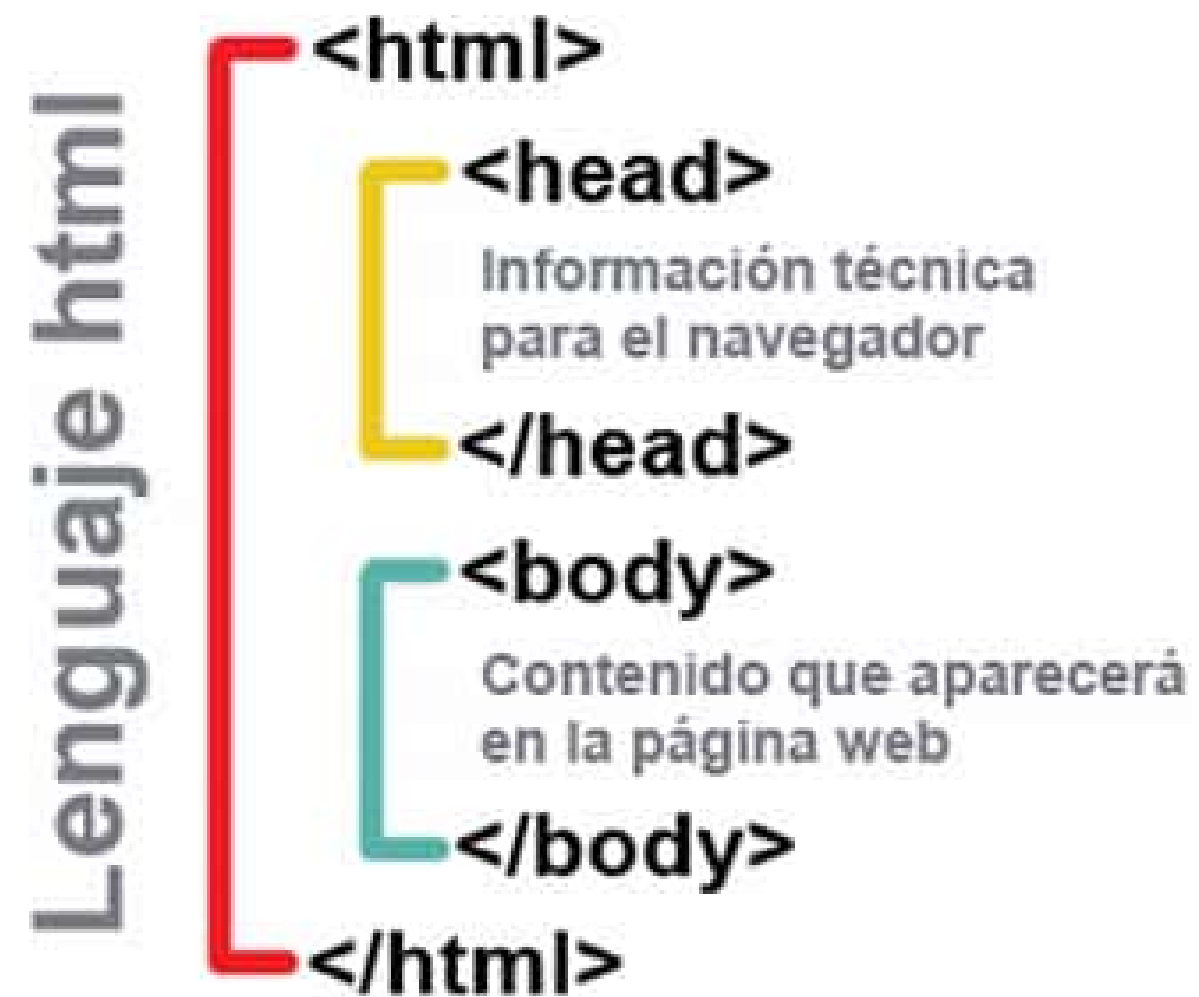 Lenguaje html
<html>
<head>
Información técnica
para el navegador
</head>
<body>
Contenido que aparecerá
en la página web
</body>
</html>